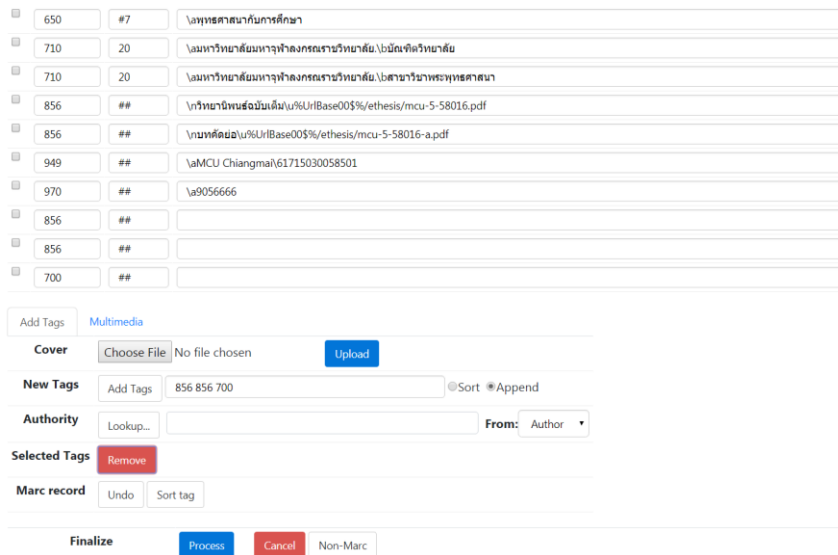 650 #7 \aพุทธศาสนากับการศึกษา
710 20 \aมหาวิทยาลัยมหาจุฬาลงกรณราชวิทยาลัย.\bบัณฑิตวิทยาลัย
710 20 \aมหาวิทยาลัยมหาจุฬาลงกรณราชวิทยาลัย.\bสาขาวิชาพระพุทธศาสนา
856 ## \nวิทยานิพนธ์ฉบับเต็ม\u%UrlBase00$%/ethesis/mcu-5-58016.pdf
856 ## \nบทคัดย่อ\u%UrlBase00$%/ethesis/mcu-5-58016-a.pdf
949 ## \aMCU Chiangmai\61715030058501
970 ## \a9056666
856 ##
856 ##
700 ##
Add Tags Multimedia
Cover Choose File No file chosen Upload
New Tags Add Tags 856 856 700 Sort Append
Authority Lookup... From: Author
Selected Tags Remove
Marc record Undo Sort tag
Finalize Process Cancel Non-Marc